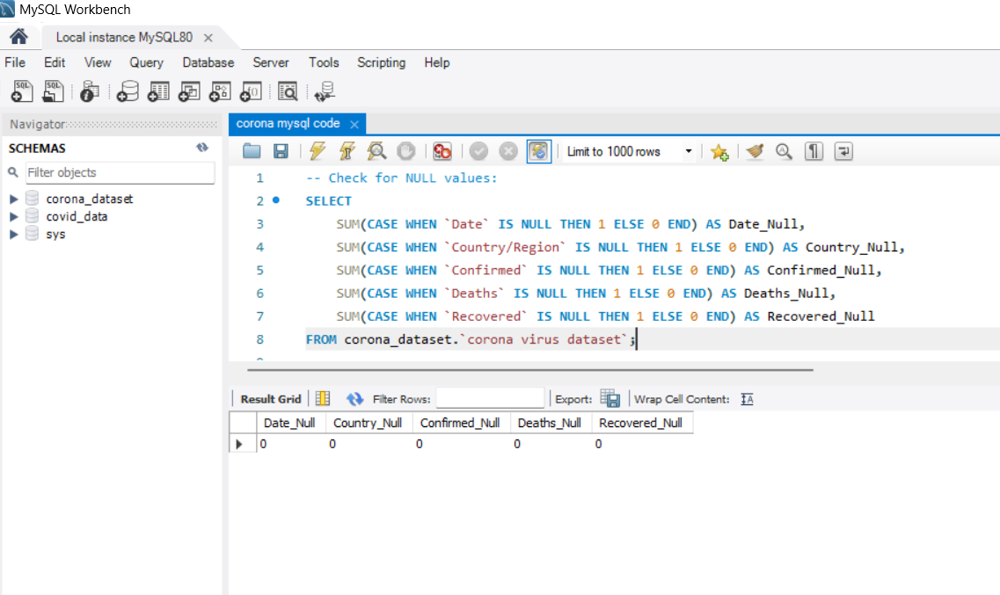 MySQL Workbench
Local instance MySQL80
File Edit View Query Database Server Tools Scripting Help
Navigator
SCHEMAS
Filter objects
corona_dataset
covid_data
sys
corona mysql code
Limit to 1000 rows
1 -- Check for NULL values:
2 SELECT
3 SUM(CASE WHEN `Date` IS NULL THEN 1 ELSE 0 END) AS Date_Null,
4 SUM(CASE WHEN `Country/Region` IS NULL THEN 1 ELSE 0 END) AS Country_Null,
5 SUM(CASE WHEN `Confirmed` IS NULL THEN 1 ELSE 0 END) AS Confirmed_Null,
6 SUM(CASE WHEN `Deaths` IS NULL THEN 1 ELSE 0 END) AS Deaths_Null,
7 SUM(CASE WHEN `Recovered` IS NULL THEN 1 ELSE 0 END) AS Recovered_Null
8 FROM corona_dataset.`corona virus dataset`;
Result Grid Filter Rows: Export: Wrap Cell Content:
Date_Null Country_Null Confirmed_Null Deaths_Null Recovered_Null
0 0 0 0 0